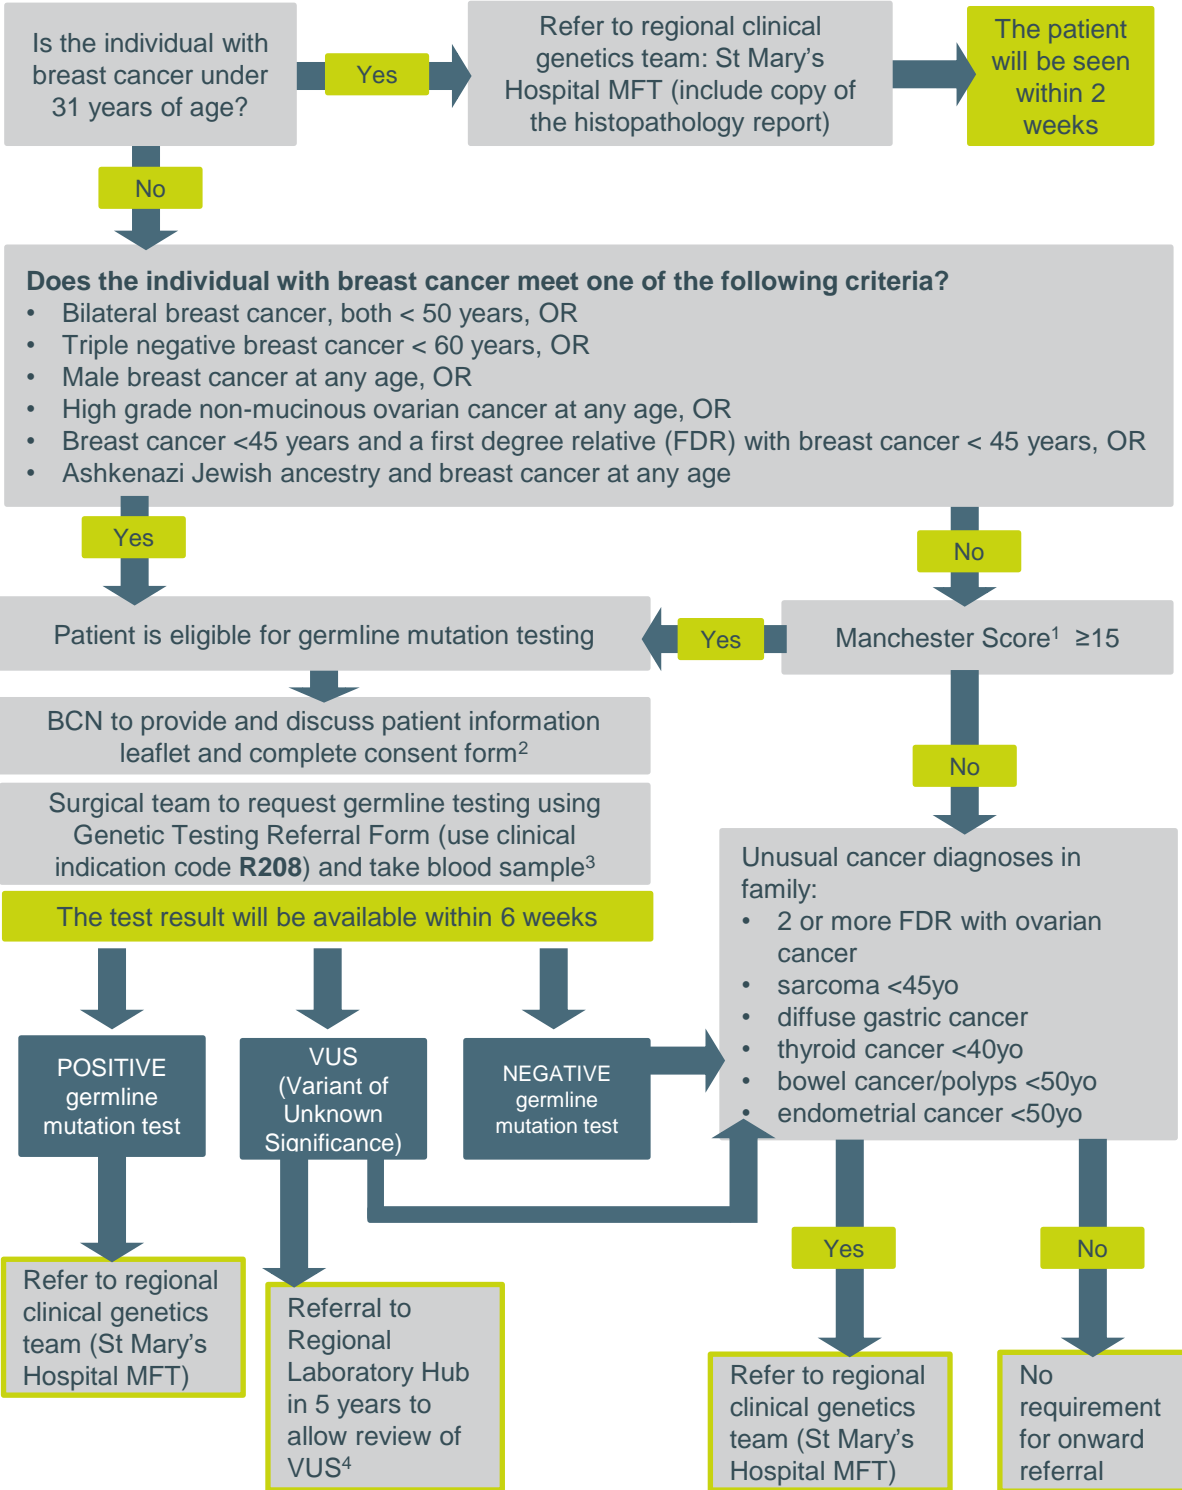 Is the individual with
breast cancer under
31 years of age?
Yes
Refer to regional clinical
genetics team: St Mary's
Hospital MFT (include copy of
the histopathology report)
The patient
will be seen
within 2
weeks
No
Does the individual with breast cancer meet one of the following criteria?
• Bilateral breast cancer, both < 50 years, OR
• Triple negative breast cancer < 60 years, OR
• Male breast cancer at any age, OR
• High grade non-mucinous ovarian cancer at any age, OR
• Breast cancer <45 years and a first degree relative (FDR) with breast cancer < 45 years, OR
• Ashkenazi Jewish ancestry and breast cancer at any age
Yes
No
Patient is eligible for germline mutation testing
Yes
Manchester Score¹ ≥15
BCN to provide and discuss patient information
leaflet and complete consent form²
No
Surgical team to request germline testing using
Genetic Testing Referral Form (use clinical
indication code R208) and take blood sample³
The test result will be available within 6 weeks
Unusual cancer diagnoses in
family:
• 2 or more FDR with ovarian
cancer
• sarcoma <45yo
• diffuse gastric cancer
• thyroid cancer <40yo
• bowel cancer/polyps <50yo
• endometrial cancer <50yo
POSITIVE
germline
mutation test
VUS
(Variant of
Unknown
Significance)
NEGATIVE
germline
mutation test
Yes
No
Refer to regional
clinical genetics
team (St Mary's
Hospital MFT)
Referral to
Regional
Laboratory Hub
in 5 years to
allow review of
VUS⁴
Refer to regional
clinical genetics
team (St Mary's
Hospital MFT)
No
requirement
for onward
referral